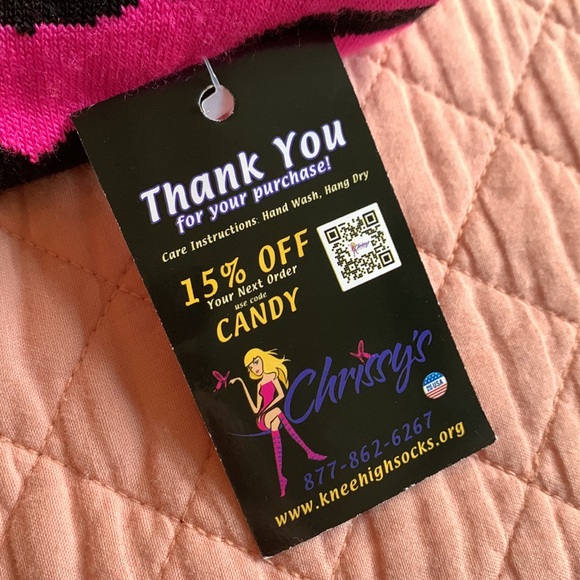 Thank You
for your purchase!
Care Instructions: Hand Wash, Hang Dry
15% OFF
Your Next Order
use code
CANDY
Chrissy's
USA
877-862-6267
www.kneehighsocks.org